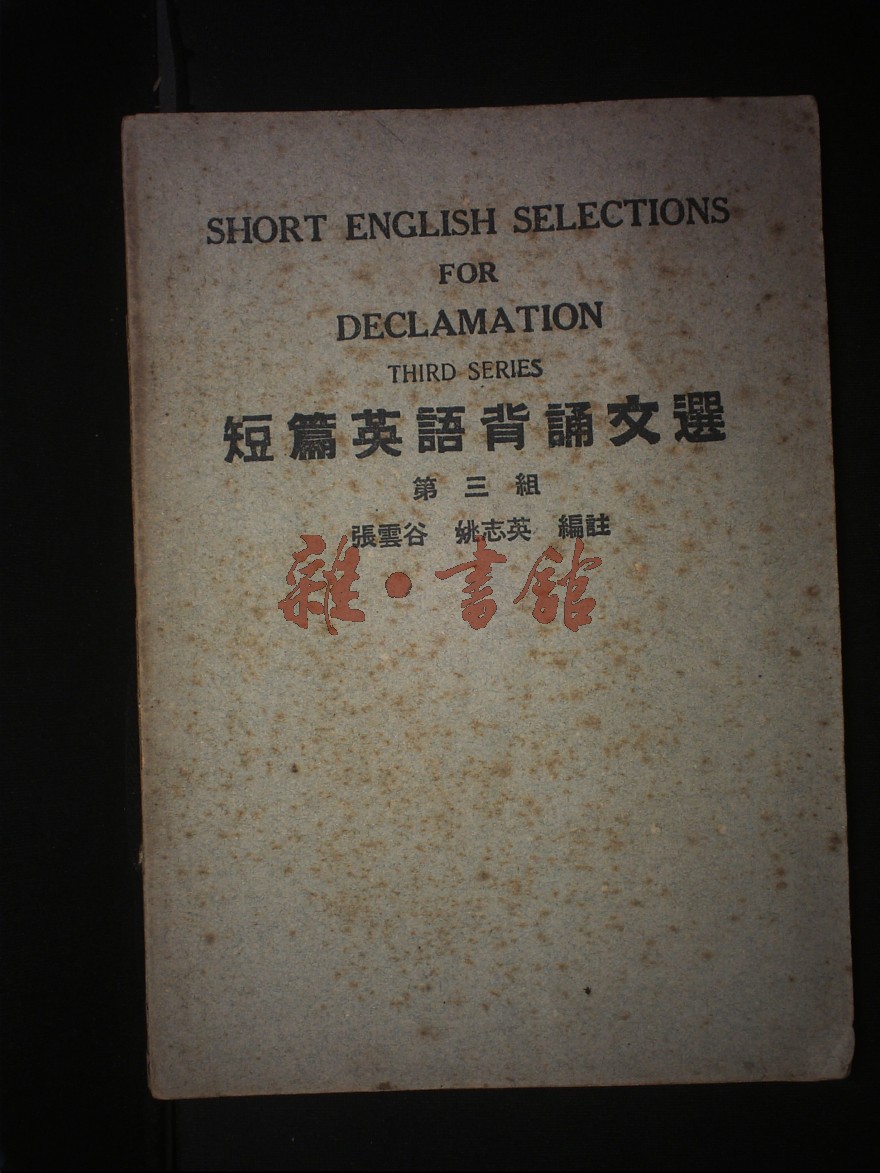 SHORT ENGLISH SELECTIONS
FOR
DECLAMATION
THIRD SERIES
短篇英語背誦文選
第三組
張雲谷 姚志英 編註
雜·書館